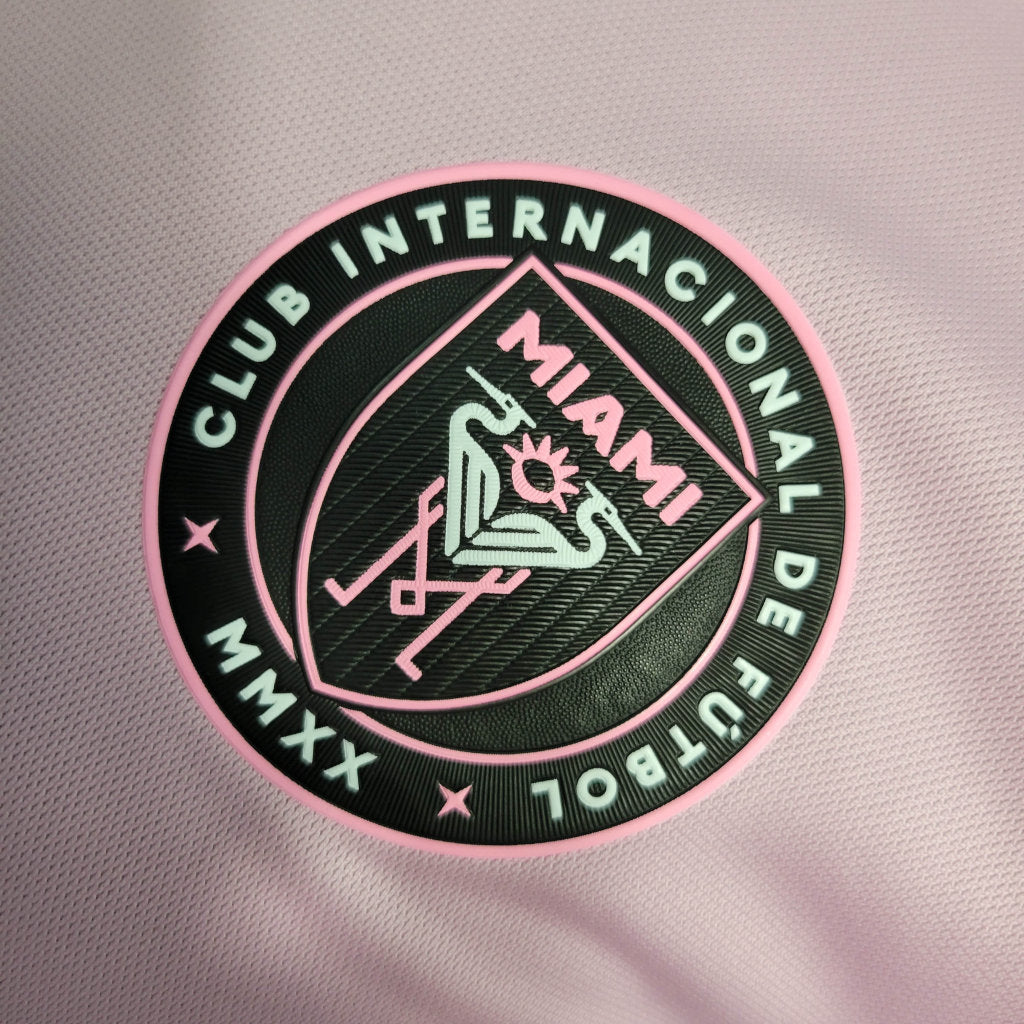 CLUB INTERNACIONAL DE FÚTBOL
MIAMI
MMXX